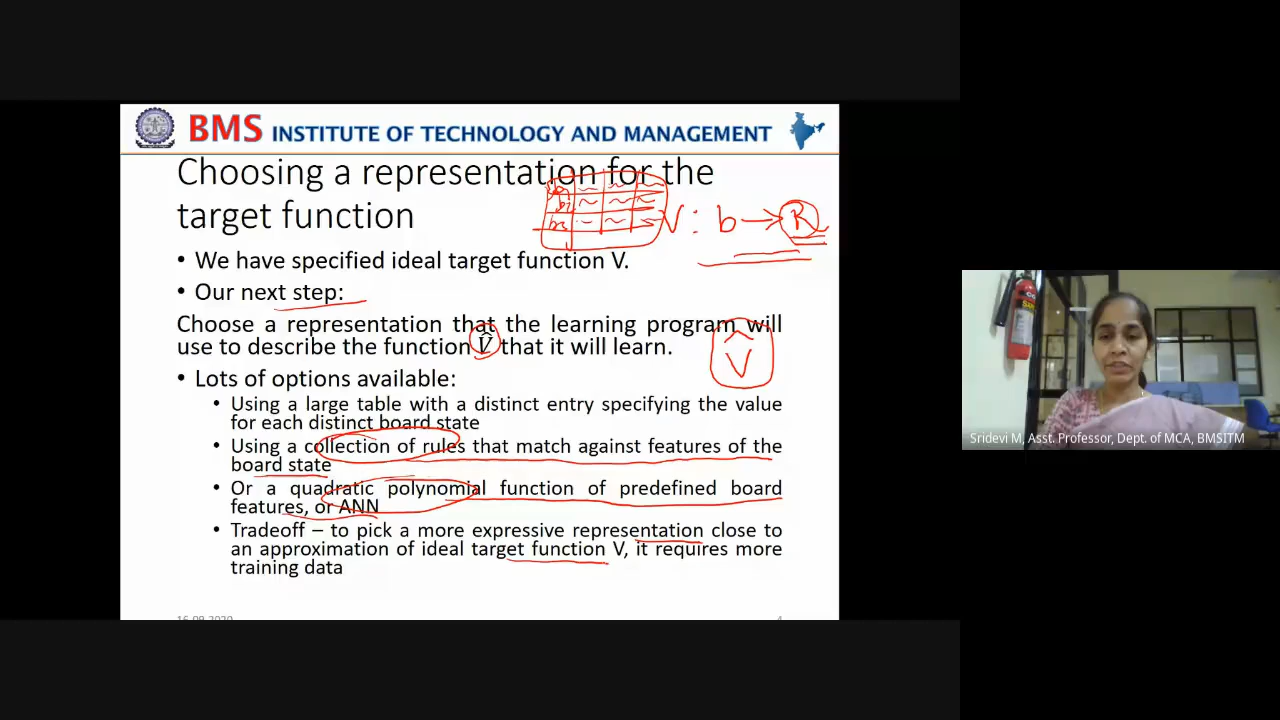 BMS INSTITUTE OF TECHNOLOGY AND MANAGEMENT
Choosing a representation for the
target function
V : b → R
• We have specified ideal target function V.
• Our next step:
Choose a representation that the learning program will
use to describe the function V̂ that it will learn.
V̂
• Lots of options available:
• Using a large table with a distinct entry specifying the value
for each distinct board state
• Using a collection of rules that match against features of the
board state
• Or a quadratic polynomial function of predefined board
features, or ANN
• Tradeoff – to pick a more expressive representation close to
an approximation of ideal target function V, it requires more
training data
4
Sridevi M, Asst. Professor, Dept. of MCA, BMSITM